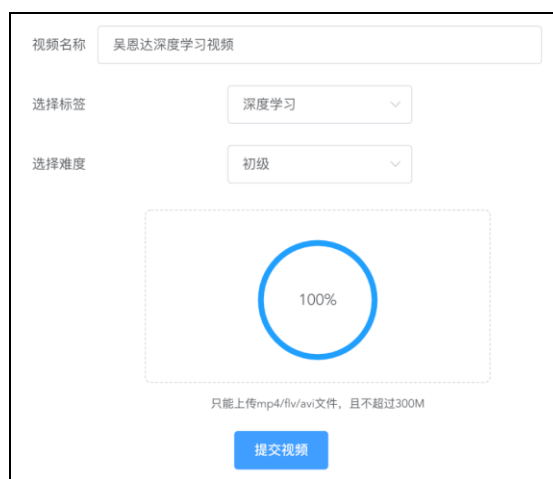 视频名称 吴恩达深度学习视频
选择标签 深度学习
选择难度 初级
100%
只能上传mp4/flv/avi文件，且不超过300M
提交视频